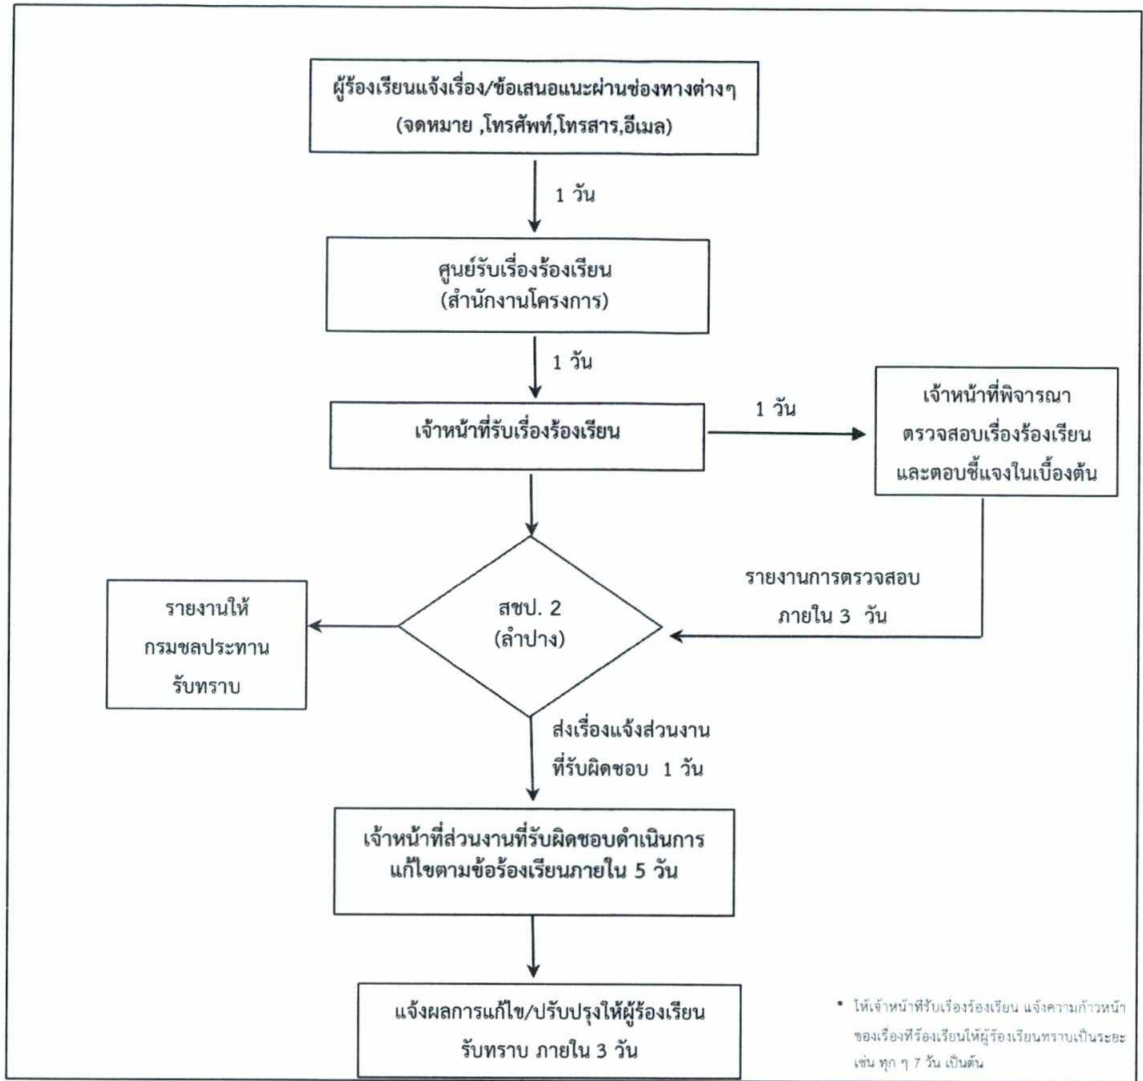 ผู้ร้องเรียนแจ้งเรื่อง/ข้อเสนอแนะผ่านช่องทางต่างๆ
(จดหมาย ,โทรศัพท์,โทรสาร,อีเมล)
1 วัน
ศูนย์รับเรื่องร้องเรียน
(สำนักงานโครงการ)
1 วัน
เจ้าหน้าที่รับเรื่องร้องเรียน
1 วัน
เจ้าหน้าที่พิจารณา
ตรวจสอบเรื่องร้องเรียน
และตอบชี้แจงในเบื้องต้น
รายงานการตรวจสอบ
ภายใน 3 วัน
สชป. 2
(ลำปาง)
รายงานให้
กรมชลประทาน
รับทราบ
ส่งเรื่องแจ้งส่วนงาน
ที่รับผิดชอบ 1 วัน
เจ้าหน้าที่ส่วนงานที่รับผิดชอบดำเนินการ
แก้ไขตามข้อร้องเรียนภายใน 5 วัน
แจ้งผลการแก้ไข/ปรับปรุงให้ผู้ร้องเรียน
รับทราบ ภายใน 3 วัน
* ให้เจ้าหน้าที่รับเรื่องร้องเรียน แจ้งความก้าวหน้า
ของเรื่องที่ร้องเรียนให้ผู้ร้องเรียนทราบเป็นระยะ
เช่น ทุก ๆ 7 วัน เป็นต้น